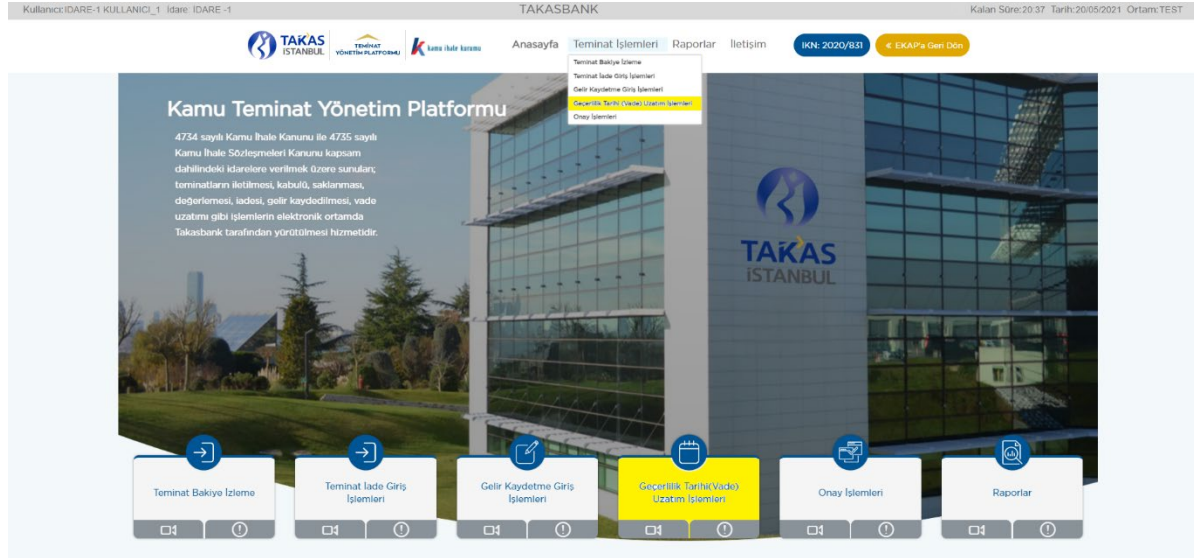 Kullanıcı:IDARE-1 KULLANICI_1 İdare: IDARE -1
TAKASBANK
Kalan Süre:20:37 Tarih:20/05/2021 Ortam:TEST
TAKAS
İSTANBUL
TEMİNAT
YÖNETİM PLATFORMU
kamu ihale kurumu
Anasayfa
Teminat İşlemleri
Raporlar
İletişim
IKN: 2020/831
« EKAP'a Geri Dön
Teminat Bakiye İzleme
Teminat İade Giriş İşlemleri
Gelir Kaydetme Giriş İşlemleri
Geçerlilik Tarihi (Vade) Uzatım İşlemleri
Onay İşlemleri
Kamu Teminat Yönetim Platformu
4734 sayılı Kamu İhale Kanunu ile 4735 sayılı
Kamu İhale Sözleşmeleri Kanunu kapsam
dahilindeki idarelere verilmek üzere sunulan;
teminatların iletilmesi, kabulü, saklanması,
değerlemesi, iadesi, gelir kaydedilmesi, vade
uzatımı gibi işlemlerin elektronik ortamda
Takasbank tarafından yürütülmesi hizmetidir.
TAKAS
İSTANBUL
Teminat Bakiye İzleme
Teminat İade Giriş
İşlemleri
Gelir Kaydetme Giriş
İşlemleri
Geçerlilik Tarihi(Vade)
Uzatım İşlemleri
Onay İşlemleri
Raporlar